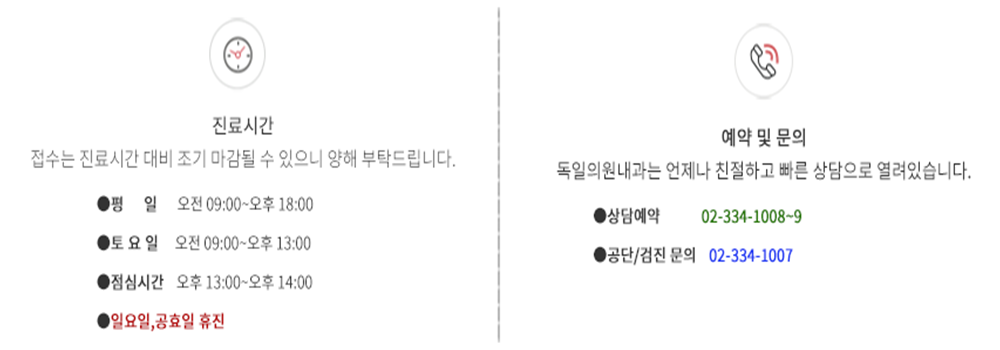 진료시간
접수는 진료시간 대비 조기 마감될 수 있으니 양해 부탁드립니다.
●평 일 오전 09:00~오후 18:00
●토 요 일 오전 09:00~오후 13:00
●점심시간 오후 13:00~오후 14:00
●일요일,공효일 휴진
예약 및 문의
독일의원내과는 언제나 친절하고 빠른 상담으로 열려있습니다.
●상담예약 02-334-1008~9
●공단/검진 문의 02-334-1007